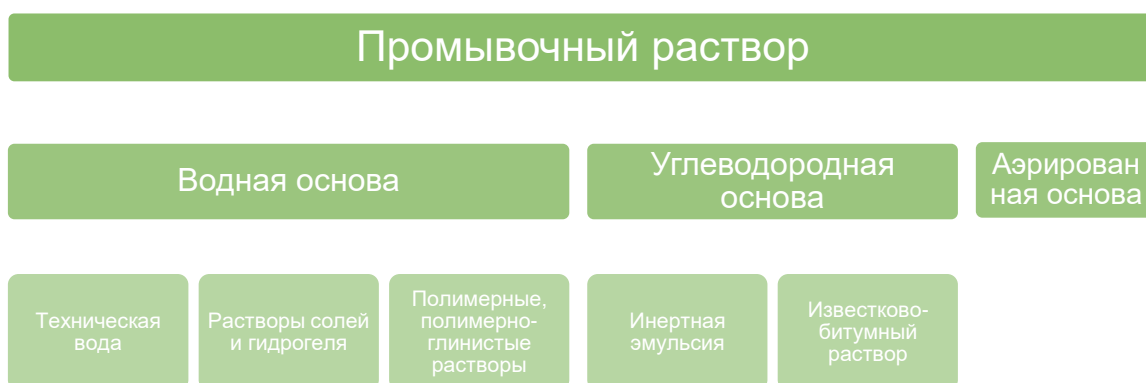 Промывочный раствор
Водная основа
Углеводородная
основа
Аэрирован
ная основа
Техническая
вода
Растворы солей
и гидрогеля
Полимерные,
полимерно-
глинистые
растворы
Инертная
эмульсия
Известково-
битумный
раствор